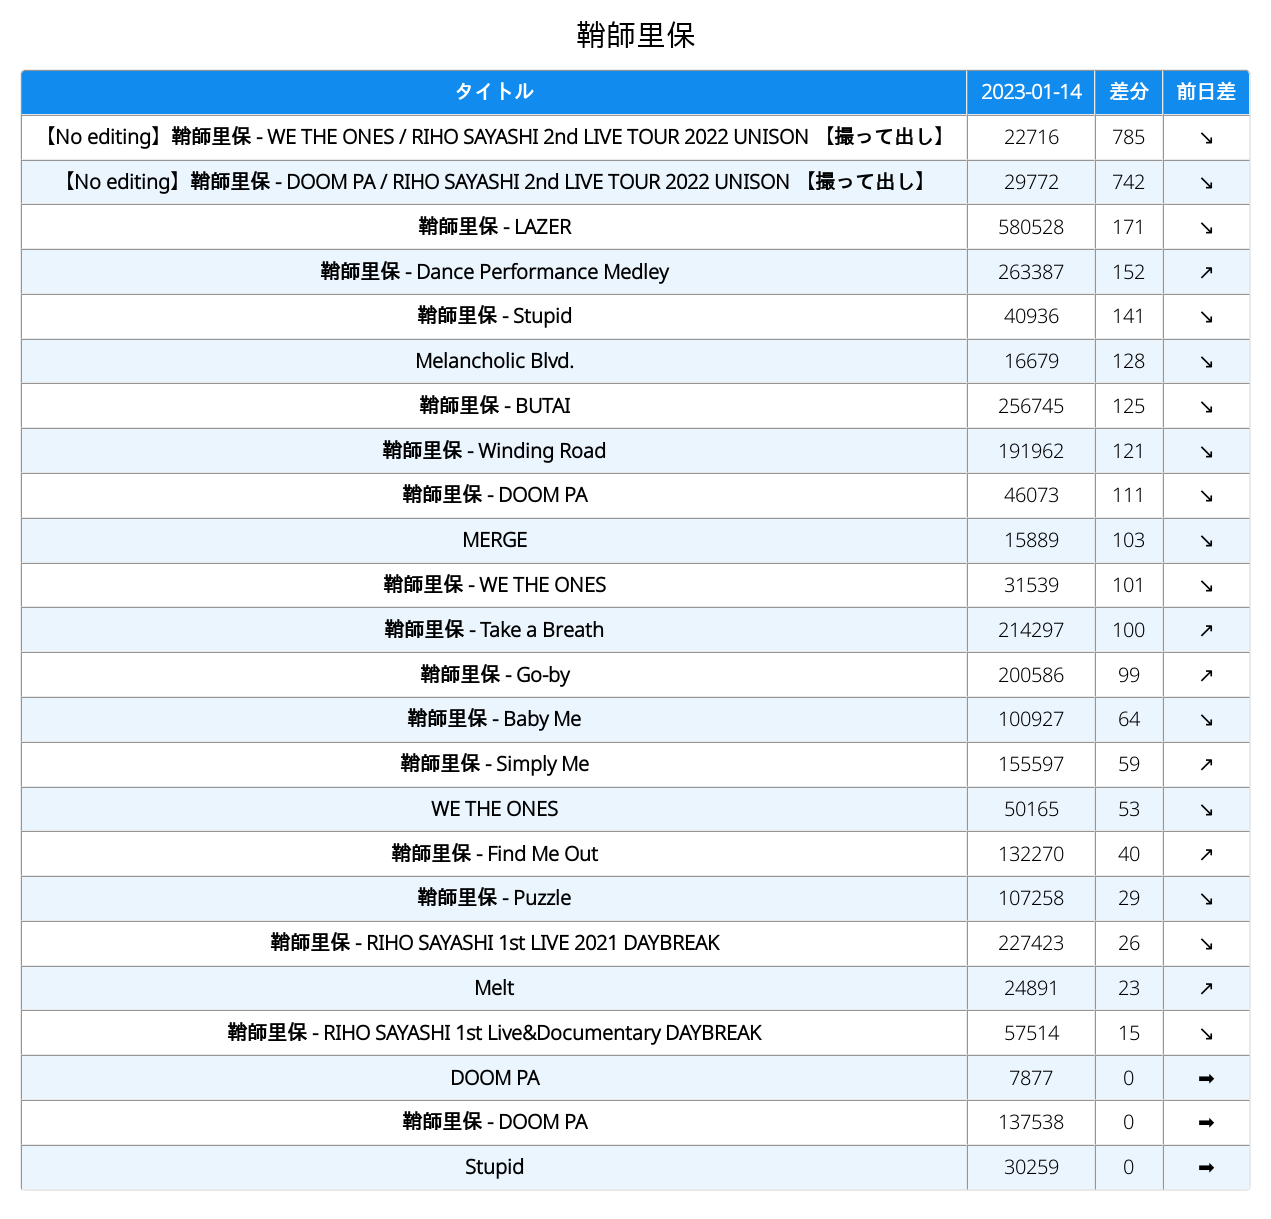 鞘師里保
タイトル 2023-01-14 差分 前日差
【No editing】鞘師里保 - WE THE ONES / RIHO SAYASHI 2nd LIVE TOUR 2022 UNISON 【撮って出し】 22716 785 ↘
【No editing】鞘師里保 - DOOM PA / RIHO SAYASHI 2nd LIVE TOUR 2022 UNISON 【撮って出し】 29772 742 ↘
鞘師里保 - LAZER 580528 171 ↘
鞘師里保 - Dance Performance Medley 263387 152 ↗
鞘師里保 - Stupid 40936 141 ↘
Melancholic Blvd. 16679 128 ↘
鞘師里保 - BUTAI 256745 125 ↘
鞘師里保 - Winding Road 191962 121 ↘
鞘師里保 - DOOM PA 46073 111 ↘
MERGE 15889 103 ↘
鞘師里保 - WE THE ONES 31539 101 ↘
鞘師里保 - Take a Breath 214297 100 ↗
鞘師里保 - Go-by 200586 99 ↗
鞘師里保 - Baby Me 100927 64 ↘
鞘師里保 - Simply Me 155597 59 ↗
WE THE ONES 50165 53 ↘
鞘師里保 - Find Me Out 132270 40 ↗
鞘師里保 - Puzzle 107258 29 ↘
鞘師里保 - RIHO SAYASHI 1st LIVE 2021 DAYBREAK 227423 26 ↘
Melt 24891 23 ↗
鞘師里保 - RIHO SAYASHI 1st Live&Documentary DAYBREAK 57514 15 ↘
DOOM PA 7877 0 ➡
鞘師里保 - DOOM PA 137538 0 ➡
Stupid 30259 0 ➡